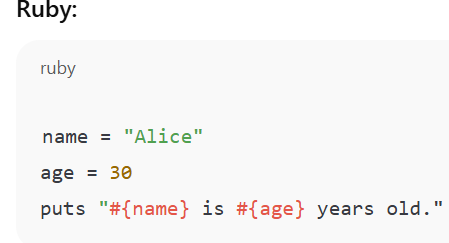 Ruby:
ruby
name = "Alice"
age = 30
puts "#{name} is #{age} years old."